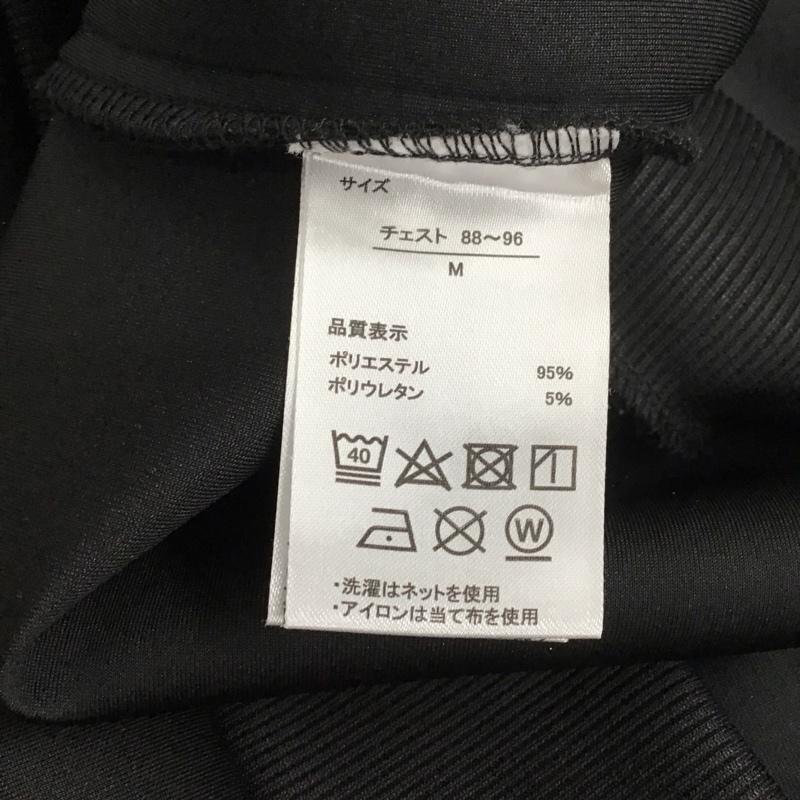 サイズ
チェスト 88～96
M
品質表示
ポリエステル 95%
ポリウレタン 5%
40
W
・洗濯はネットを使用
・アイロンは当て布を使用